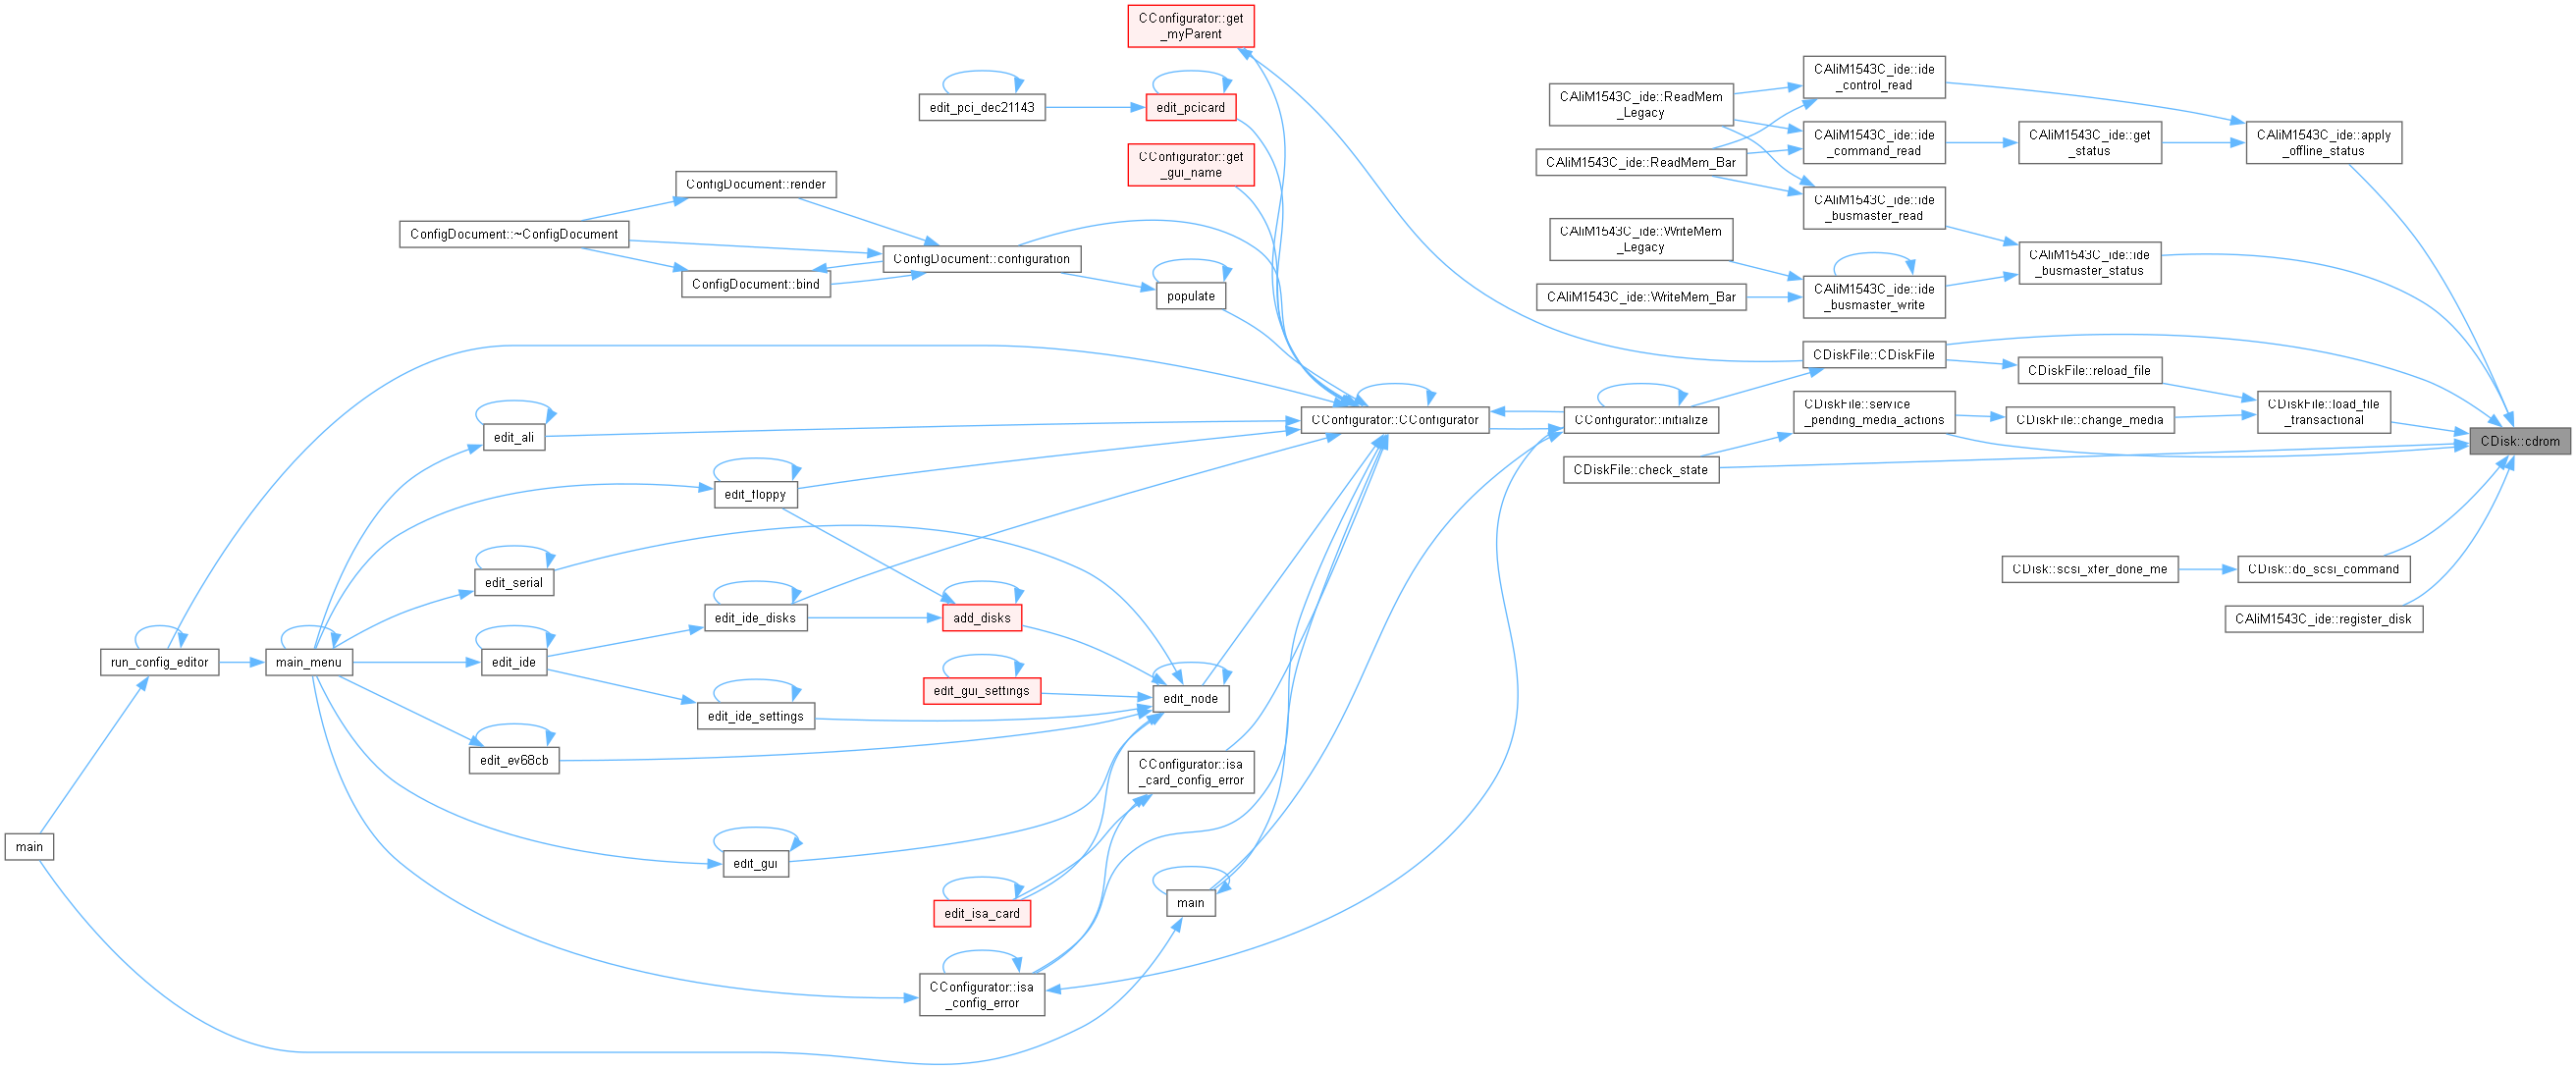 CConfigurator::get
_myParent
edit_pci_dec21143
edit_pcicard
CConfigurator::get
_gui_name
ConfigDocument::render
ConfigDocument::~ConfigDocument
ConfigDocument::configuration
ConfigDocument::bind
populate
CAliM1543C_ide::ReadMem
_Legacy
CAliM1543C_ide::ide
_control_read
CAliM1543C_ide::ide
_command_read
CAliM1543C_ide::get
_status
CAliM1543C_ide::apply
_offline_status
CAliM1543C_ide::ReadMem_Bar
CAliM1543C_ide::ide
_busmaster_read
CAliM1543C_ide::WriteMem
_Legacy
CAliM1543C_ide::ide
_busmaster_status
CAliM1543C_ide::WriteMem_Bar
CAliM1543C_ide::ide
_busmaster_write
CDiskFile::CDiskFile
CDiskFile::reload_file
CDiskFile::service
_pending_media_actions
CDiskFile::change_media
CDiskFile::load_file
_transactional
CDisk::cdrom
CDiskFile::check_state
CConfigurator::CConfigurator
CConfigurator::initialize
edit_ali
edit_floppy
edit_serial
edit_ide_disks
add_disks
CDisk::scsi_xfer_done_me
CDisk::do_scsi_command
CAliM1543C_ide::register_disk
run_config_editor
main_menu
edit_ide
edit_gui_settings
edit_node
edit_ide_settings
edit_ev68cb
CConfigurator::isa
_card_config_error
main
edit_gui
edit_isa_card
main
CConfigurator::isa
_config_error